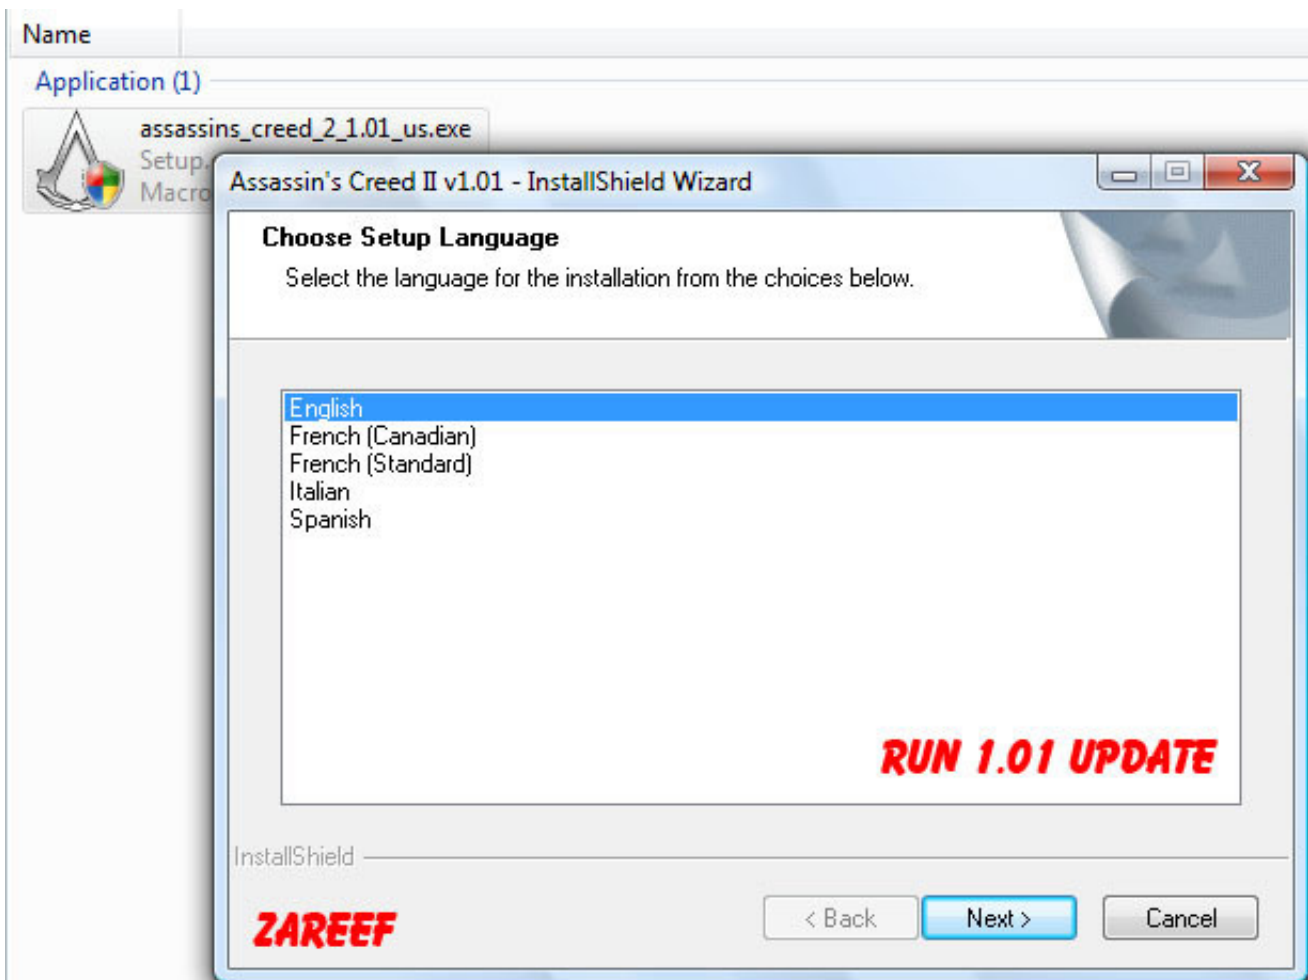 Name
Application (1)
assassins_creed_2_1.01_us.exe
Setup.
Macro
Assassin's Creed II v1.01 - InstallShield Wizard
Choose Setup Language
Select the language for the installation from the choices below.
English
French (Canadian)
French (Standard)
Italian
Spanish
RUN 1.01 UPDATE
InstallShield
ZAREEF
< Back Next > Cancel